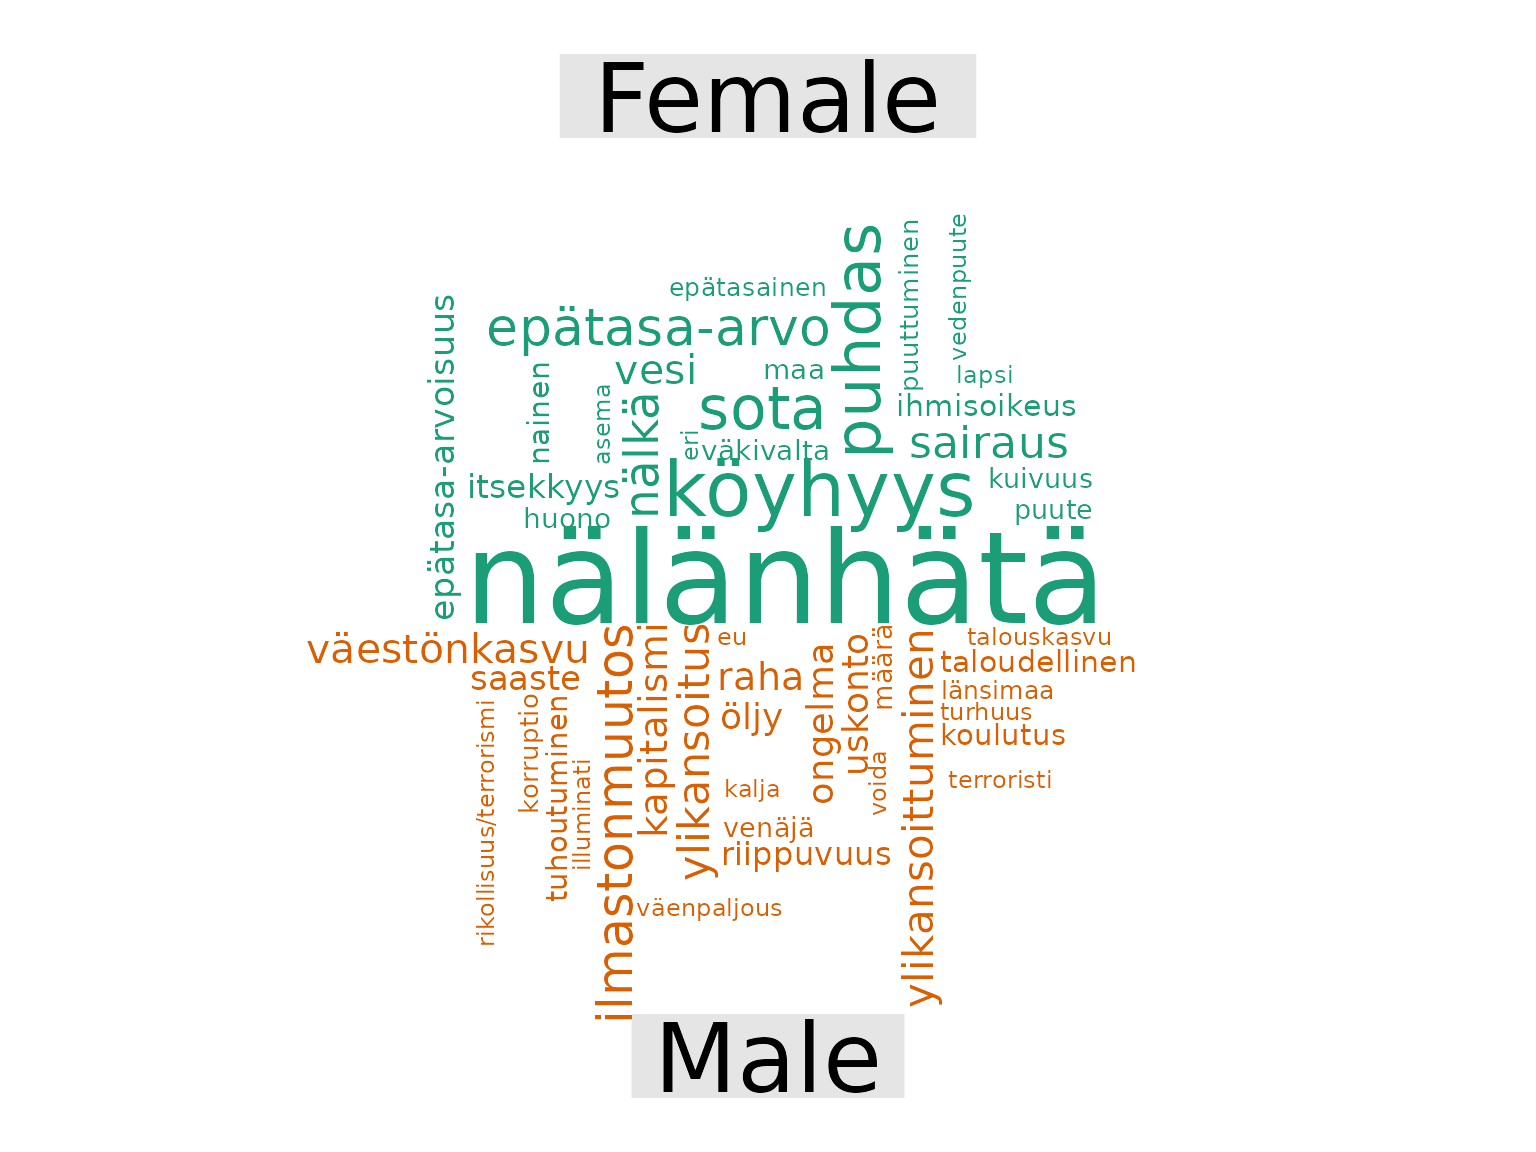 Female
puhdas
puuttuminen
vedenpuute
epätasainen
epätasa-arvoisuus
epätasa-arvo
vesi
maa
lapsi
nainen
asema
nälkä
sota
ihmisoikeus
eri
väkivalta
sairaus
itsekkyys
köyhyys
kuivuus
huono
puute
nälänhätä
väestönkasvu
ilmastonmuutos
kapitalismi
ylikansoitus
eu
ongelma
uskonto
määrä
ylikansoittuminen
talouskasvu
saaste
raha
taloudellinen
rikollisuus/terrorismi
korruptio
tuhoutuminen
illuminati
öljy
länsimaa
turhuus
koulutus
voida
kalja
terroristi
venäjä
riippuvuus
väenpaljous
Male